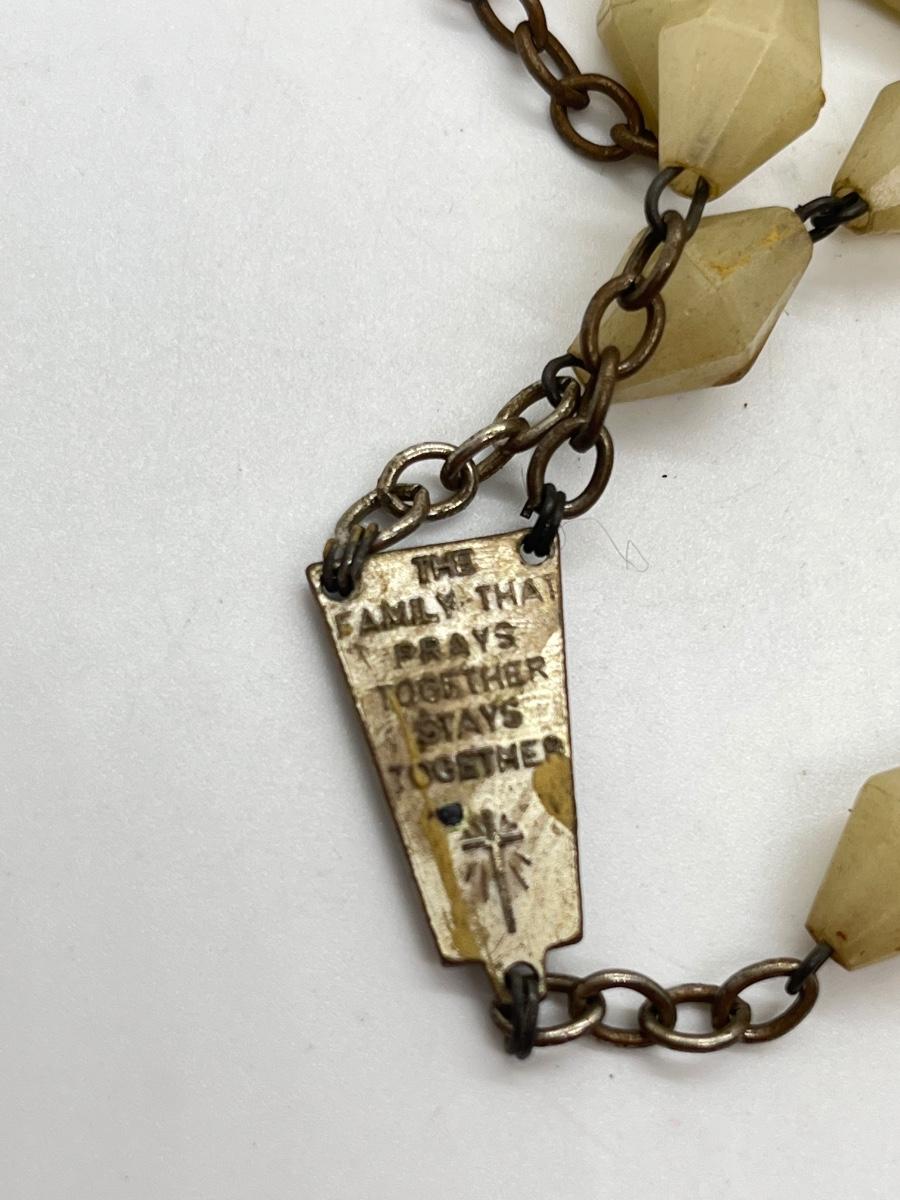 THE
FAMILY THAT
PRAYS
TOGETHER
STAYS
TOGETHER